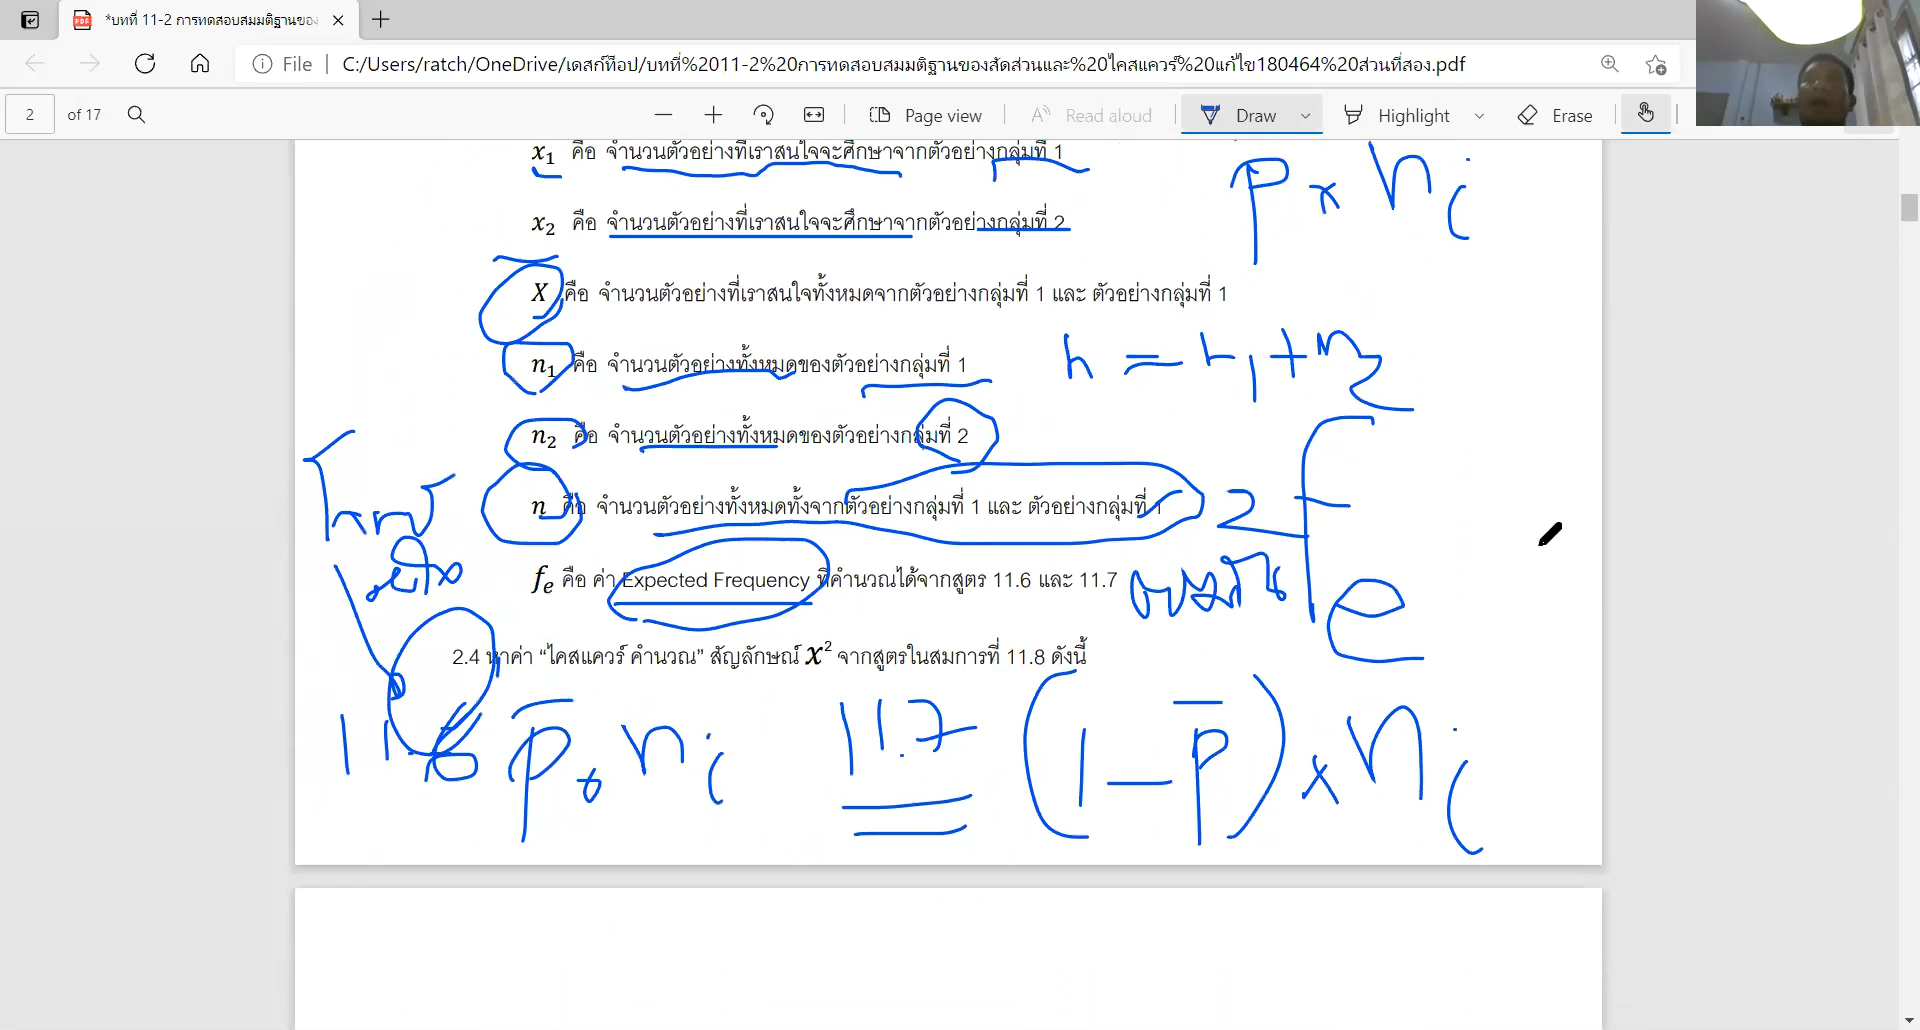 *บทที่ 11-2 การทดสอบสมมติฐานของ
File
C:/Users/ratch/OneDrive/เดสก์ท็อป/บทที่%2011-2%20การทดสอบสมมติฐานของสัดส่วนและ%20ไคสแควร์%20แก้ไข180464%20ส่วนที่สอง.pdf
2 of 17
Page view
Read aloud
Draw
Highlight
Erase
x₁ คือ จำนวนตัวอย่างที่เราสนใจจะศึกษาจากตัวอย่างกลุ่มที่ 1
p × nᵢ
x₂ คือ จำนวนตัวอย่างที่เราสนใจจะศึกษาจากตัวอย่างกลุ่มที่ 2
X คือ จำนวนตัวอย่างที่เราสนใจทั้งหมดจากตัวอย่างกลุ่มที่ 1 และ ตัวอย่างกลุ่มที่ 1
n₁ คือ จำนวนตัวอย่างทั้งหมดของตัวอย่างกลุ่มที่ 1
n = n₁ + n₂
n₂ คือ จำนวนตัวอย่างทั้งหมดของตัวอย่างกลุ่มที่ 2
n คือ จำนวนตัวอย่างทั้งหมดทั้งจากตัวอย่างกลุ่มที่ 1 และ ตัวอย่างกลุ่มที่ 1
2
fe
fₑ คือ ค่า Expected Frequency ที่คำนวณได้จากสูตร 11.6 และ 11.7
2.4 หาค่า “ไคสแควร์ คำนวณ” สัญลักษณ์ x² จากสูตรในสมการที่ 11.8 ดังนี้
11.6 p̄ · nᵢ
11.7 (1 − p̄) × nᵢ